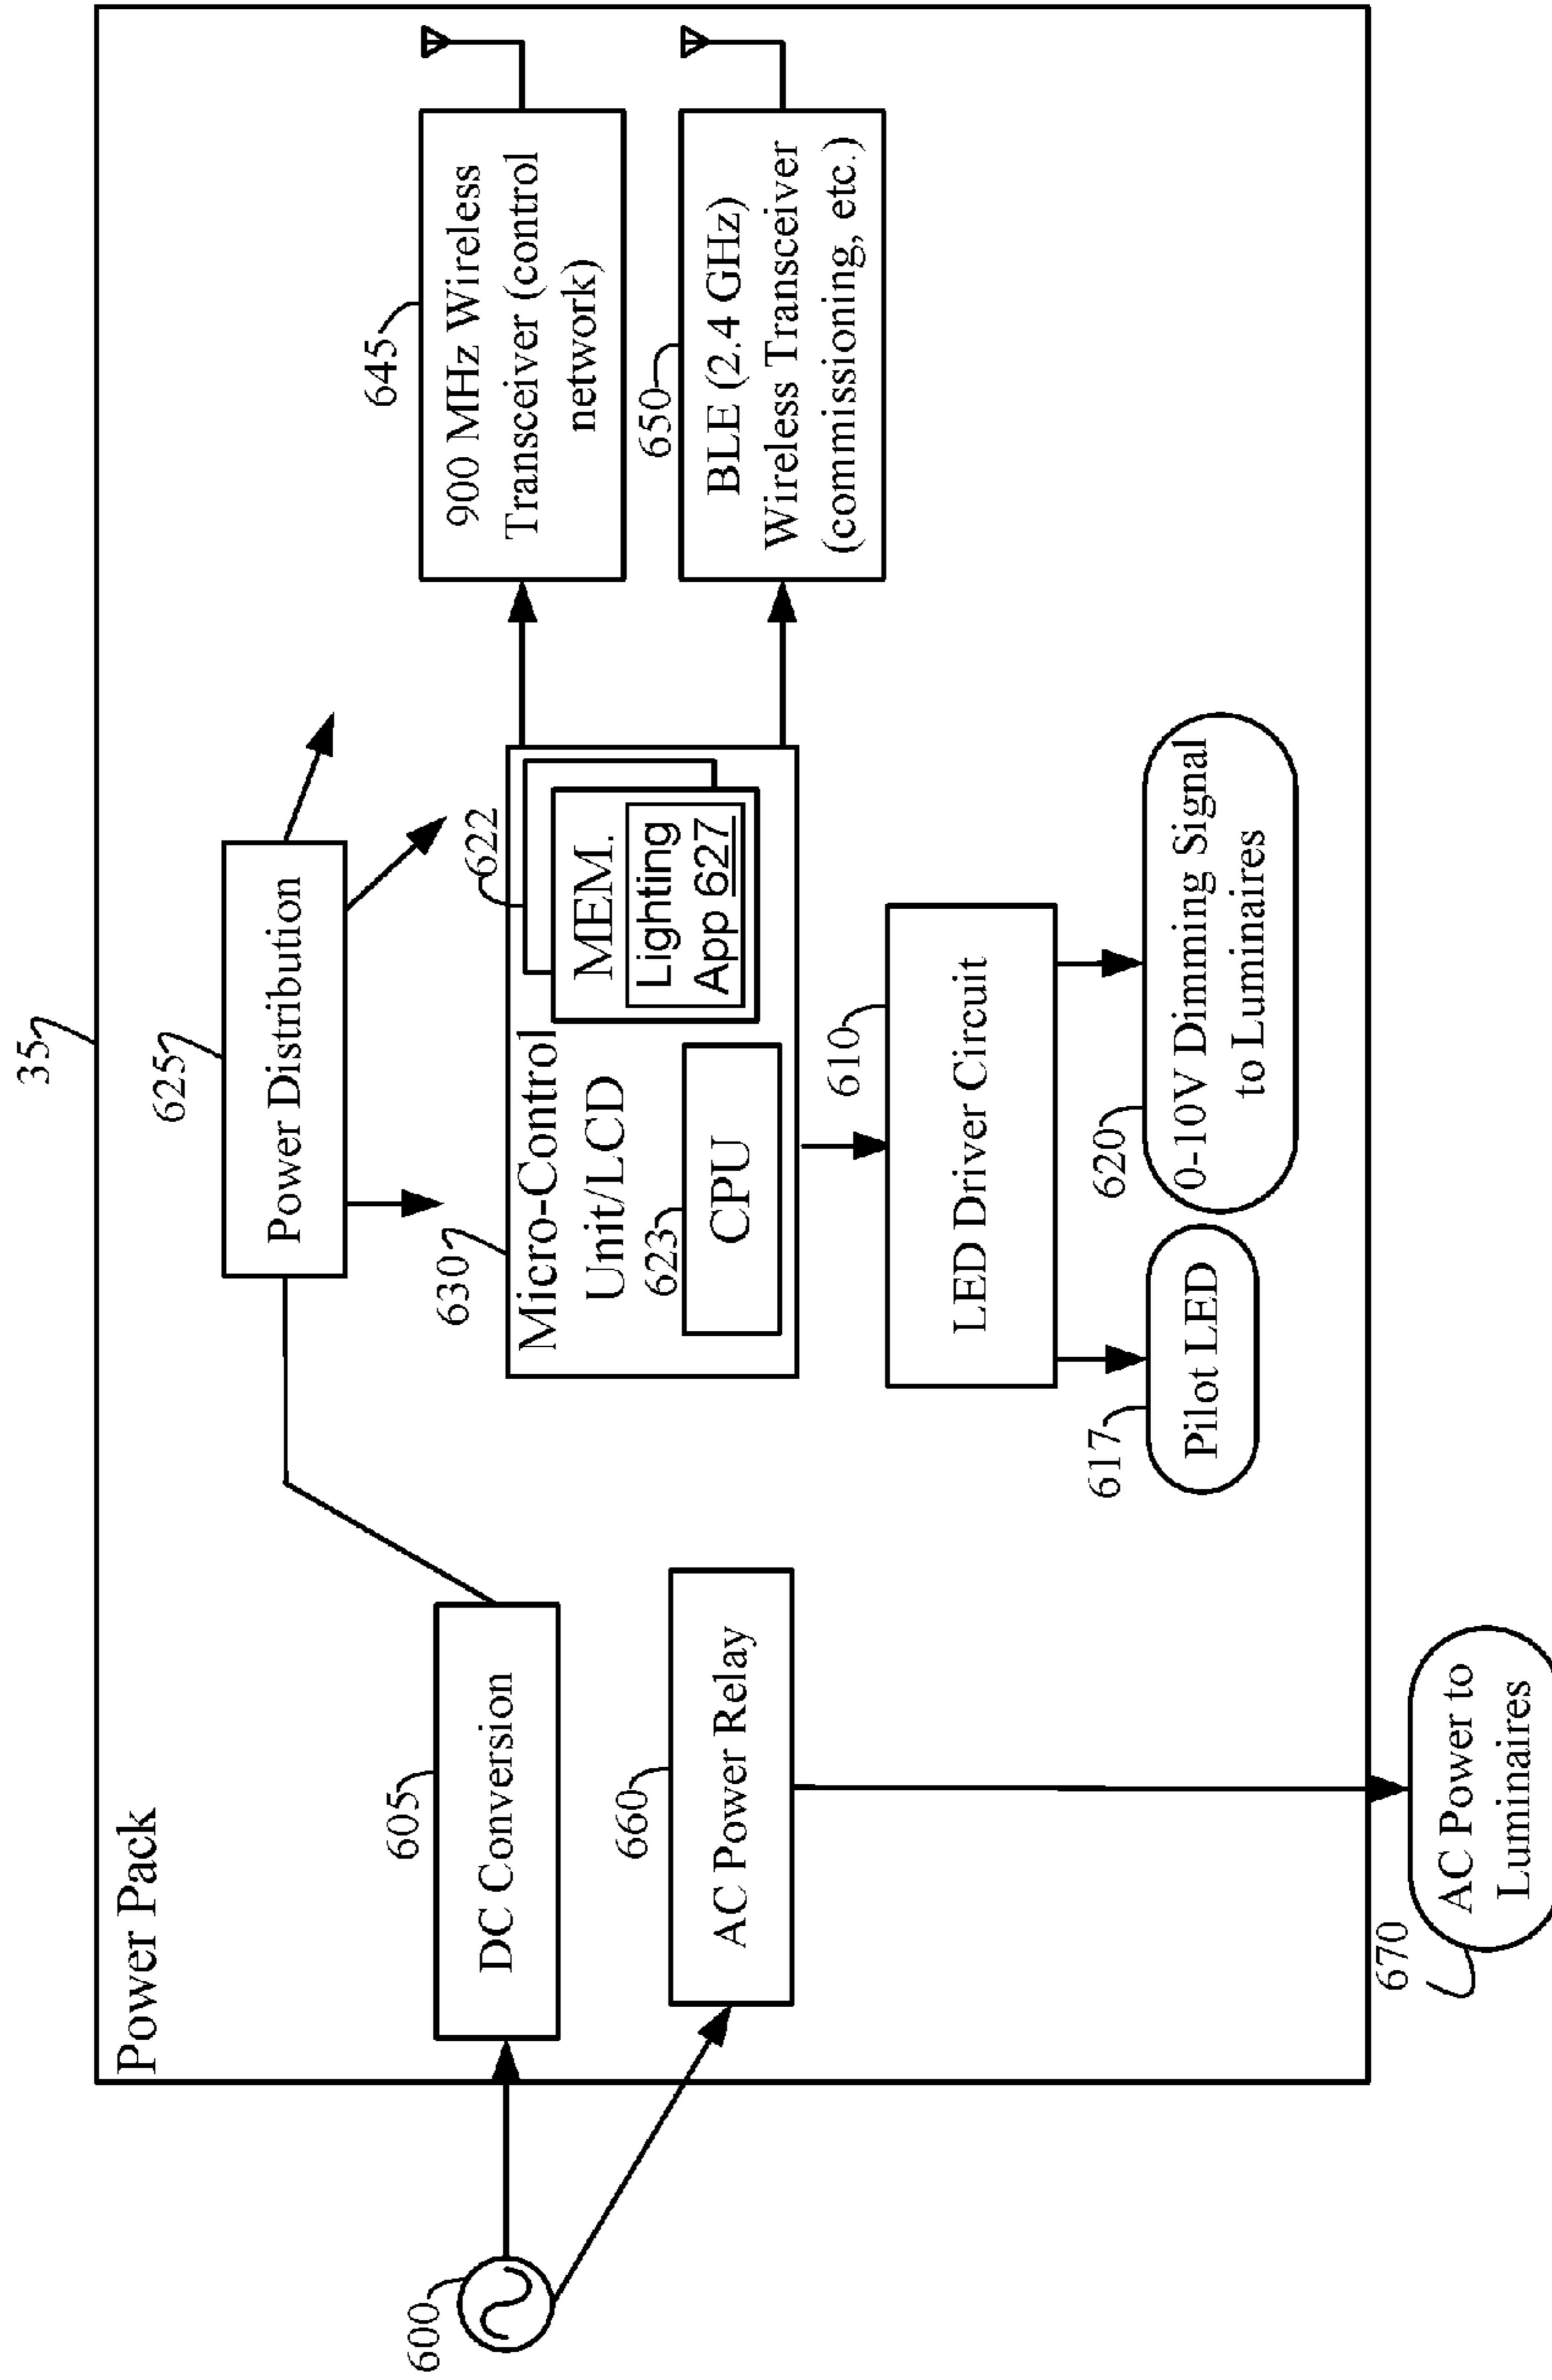 35
Power Pack
625
Power Distribution
600
605
DC Conversion
660
AC Power Relay
630
Micro-Control
Unit/LCD
623
CPU
622
MEM.
Lighting
App 627
645
900 MHz Wireless
Transceiver (control
network)
650
BLE (2.4 GHz)
Wireless Transceiver
(commissioning, etc.)
610
LED Driver Circuit
617
Pilot LED
620
0-10V Dimming Signal
to Luminaires
670
AC Power to
Luminaires